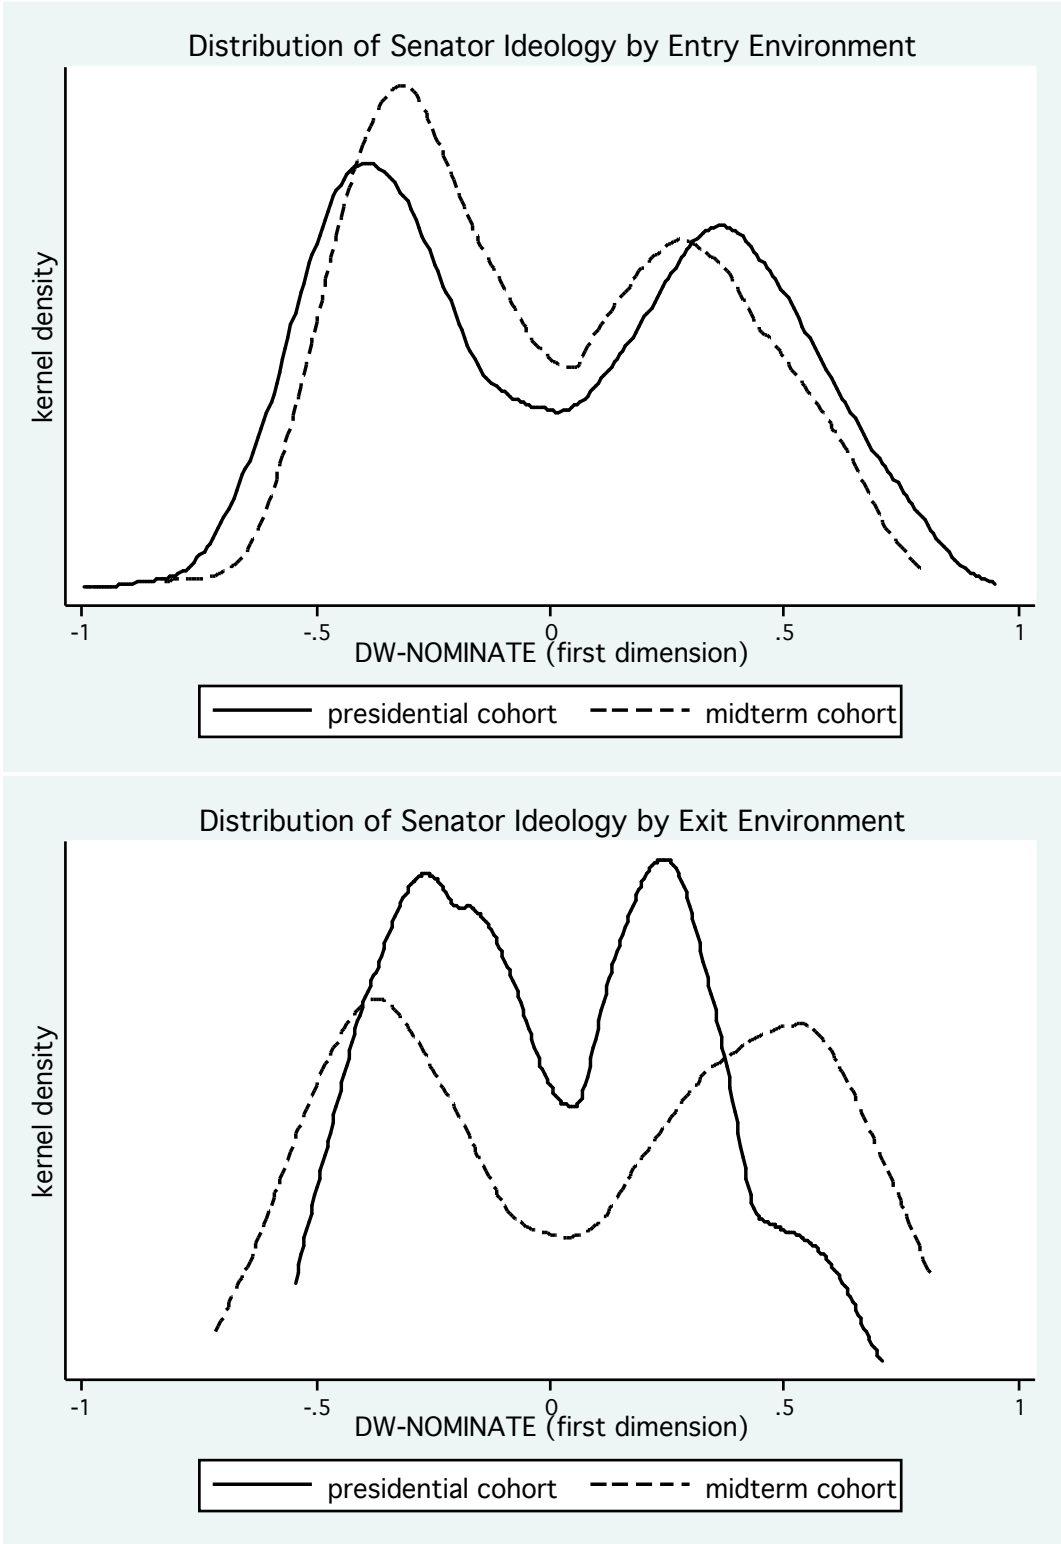 Distribution of Senator Ideology by Entry Environment
kernel density
-1 -.5 0 .5 1
DW-NOMINATE (first dimension)
presidential cohort midterm cohort
Distribution of Senator Ideology by Exit Environment
kernel density
-1 -.5 0 .5 1
DW-NOMINATE (first dimension)
presidential cohort midterm cohort